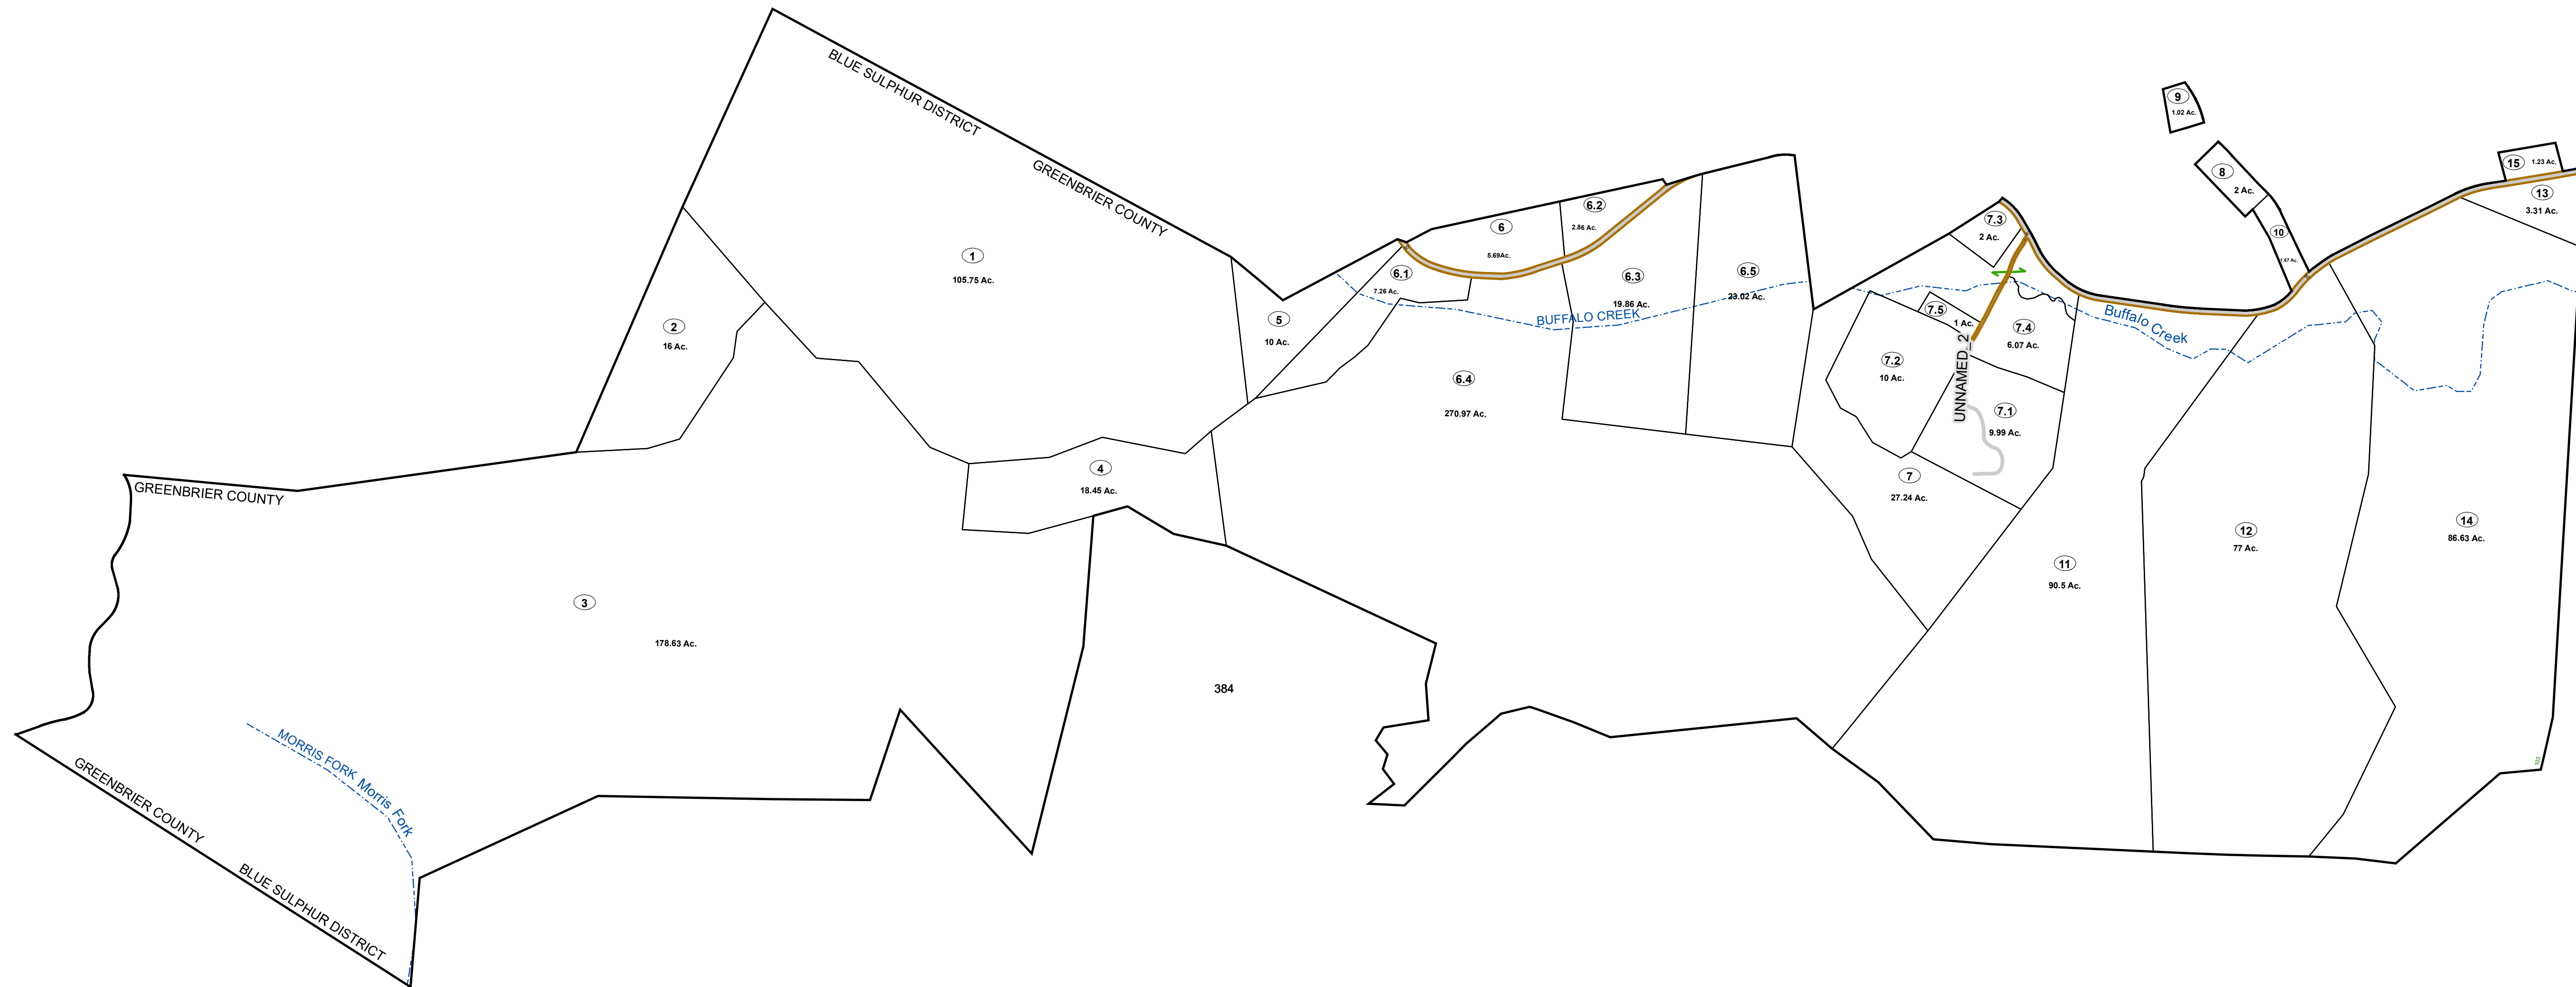 BLUE SULPHUR DISTRICT
GREENBRIER COUNTY
9
1.02 Ac.
8
2 Ac.
10
1.67 Ac.
15
1.23 Ac.
13
3.31 Ac.
1
105.75 Ac.
2
16 Ac.
5
10 Ac.
6
5.69Ac.
6.1
7.26 Ac.
6.2
2.86 Ac.
6.3
19.86 Ac.
6.5
23.02 Ac.
BUFFALO CREEK
6.4
270.97 Ac.
7.3
2 Ac.
7.5
1 Ac.
7.4
6.07 Ac.
Buffalo Creek
7.2
10 Ac.
UNNAMED_2
7.1
9.99 Ac.
7
27.24 Ac.
4
18.45 Ac.
GREENBRIER COUNTY
3
178.63 Ac.
384
11
90.5 Ac.
12
77 Ac.
14
86.63 Ac.
MORRIS FORK
Morris Fork
GREENBRIER COUNTY
BLUE SULPHUR DISTRICT